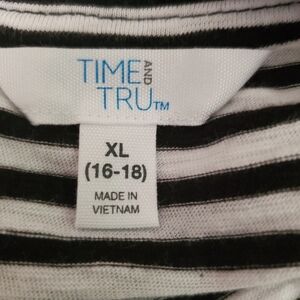 TIME AND
TRU™
XL
(16-18)
MADE IN
VIETNAM